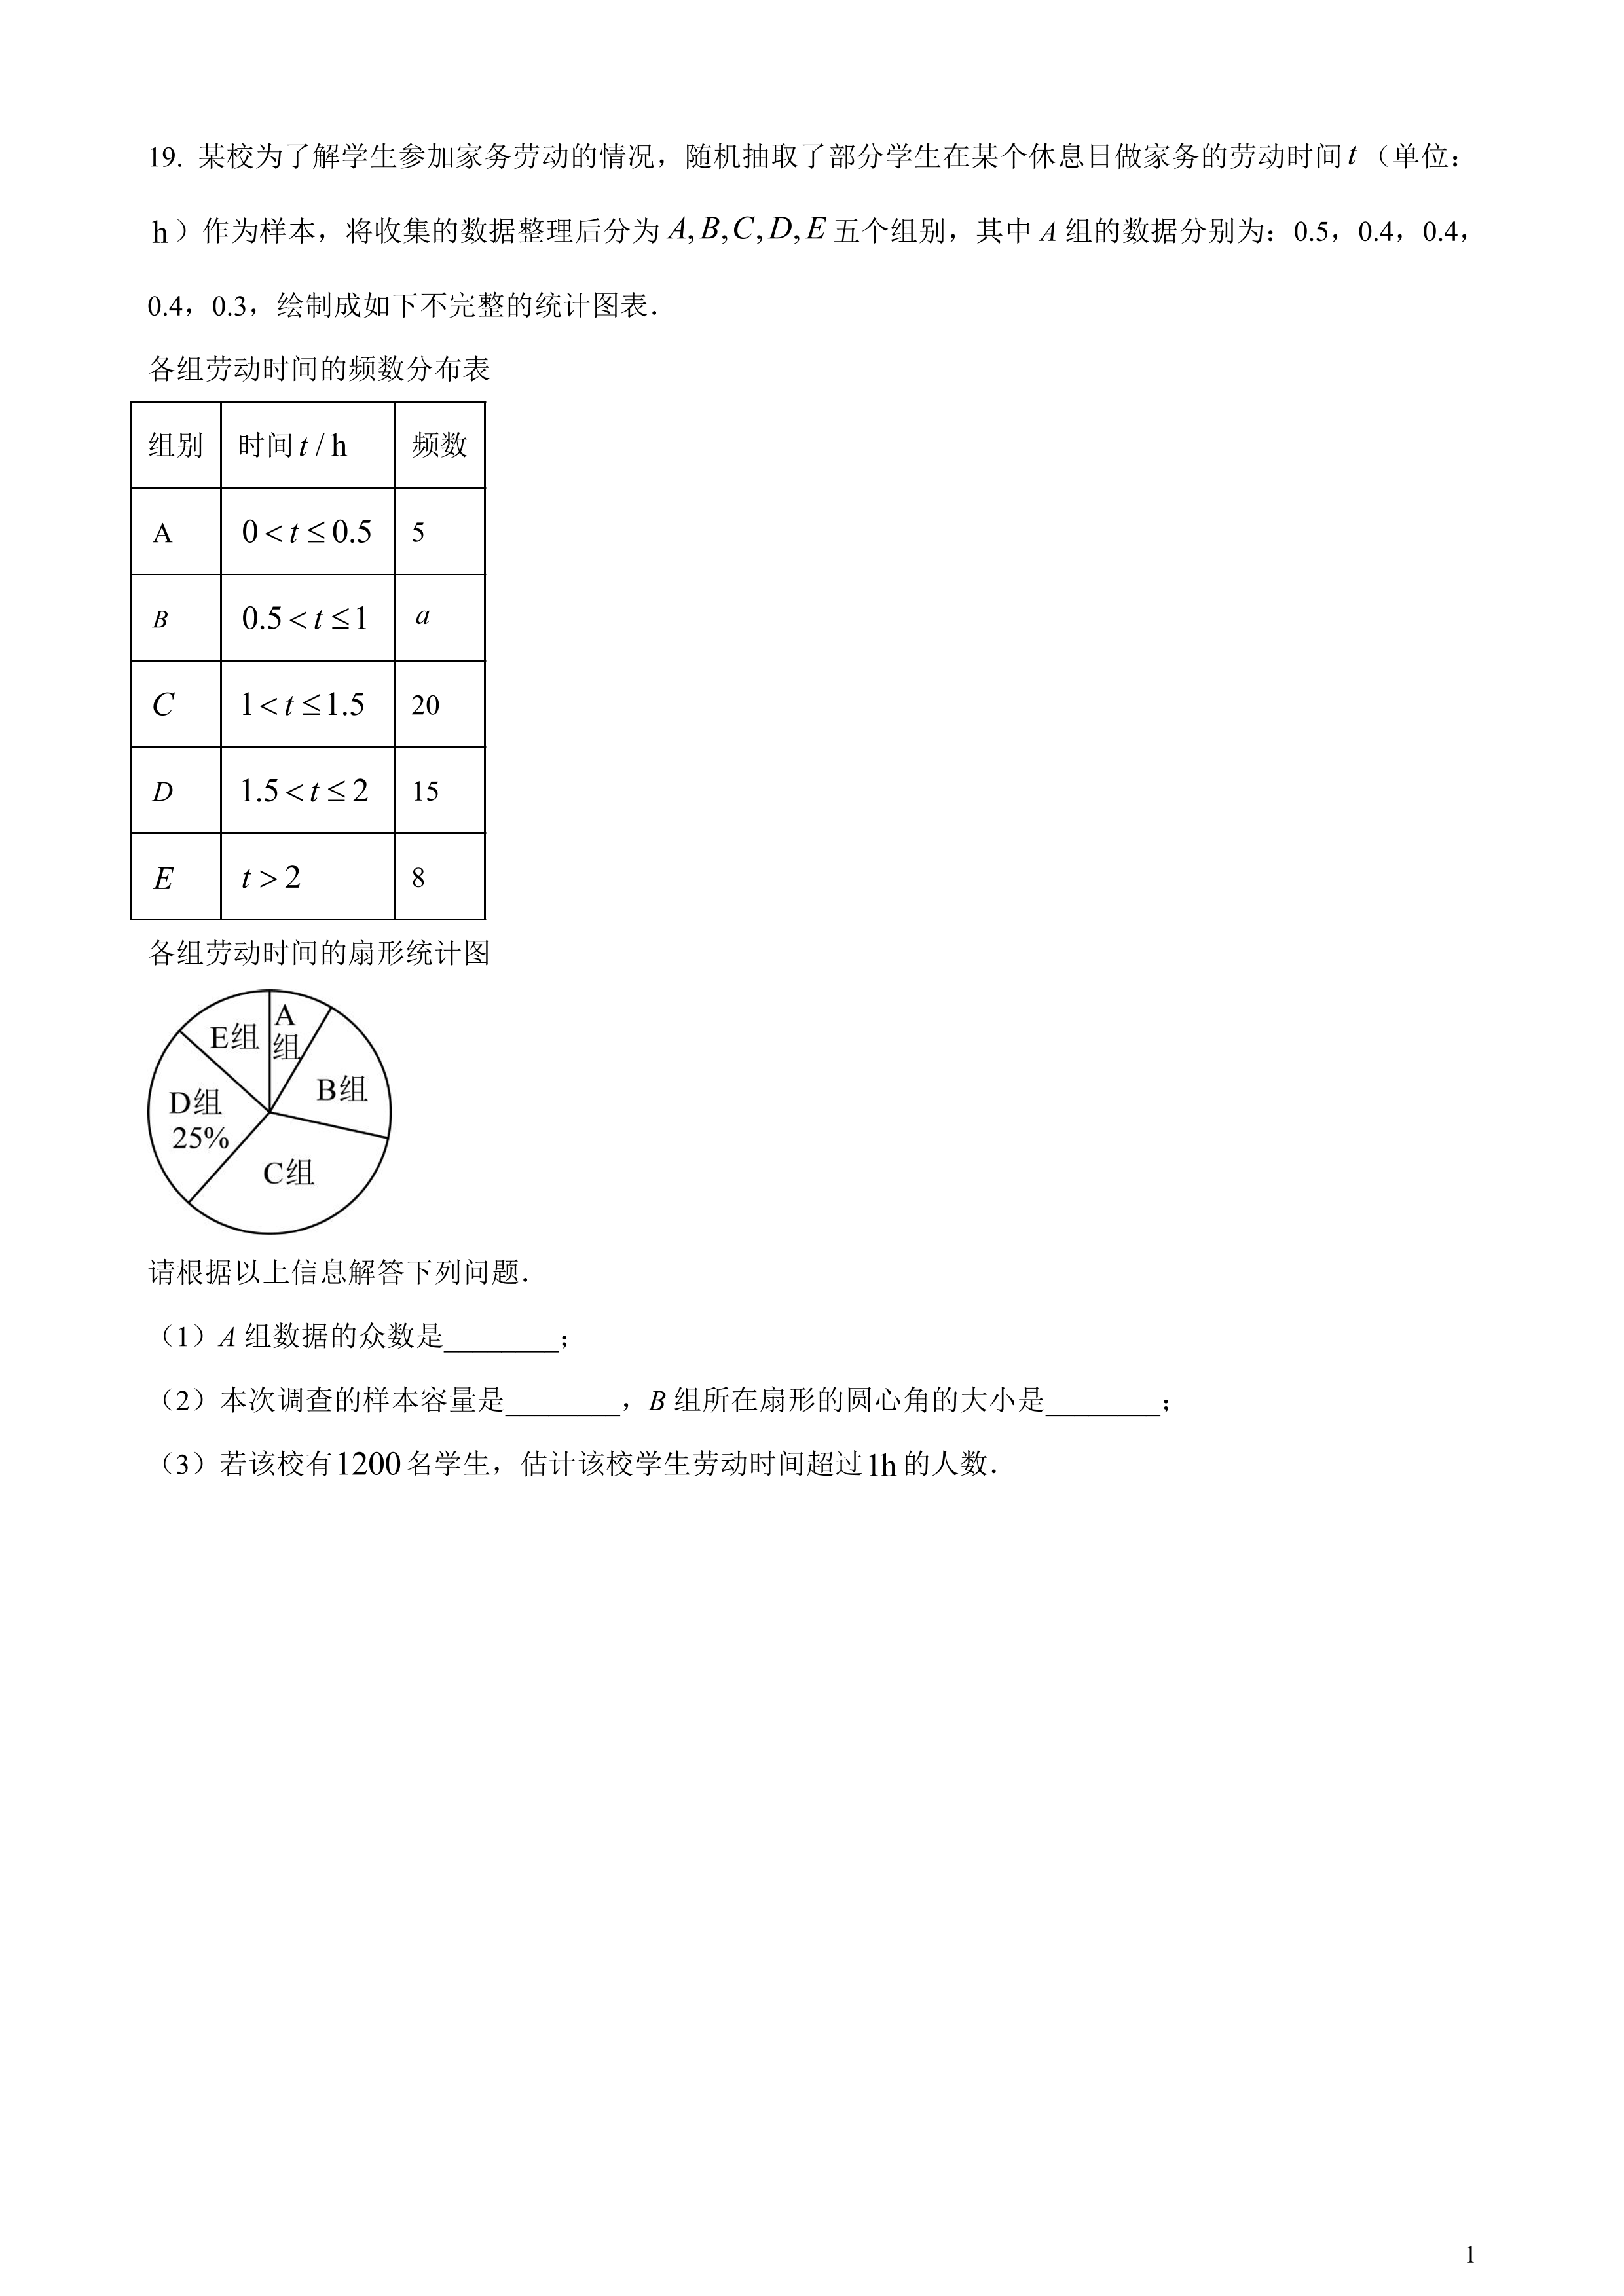 19. 某校为了解学生参加家务劳动的情况，随机抽取了部分学生在某个休息日做家务的劳动时间 t（单位：
h）作为样本，将收集的数据整理后分为 A, B, C, D, E 五个组别，其中 A 组的数据分别为：0.5，0.4，0.4，
0.4，0.3，绘制成如下不完整的统计图表．
各组劳动时间的频数分布表
组别 时间 t / h 频数
A 0 < t ≤ 0.5 5
B 0.5 < t ≤ 1 a
C 1 < t ≤ 1.5 20
D 1.5 < t ≤ 2 15
E t > 2 8
各组劳动时间的扇形统计图
A
组
E组
B组
D组
25%
C组
请根据以上信息解答下列问题．
（1）A 组数据的众数是________；
（2）本次调查的样本容量是________，B 组所在扇形的圆心角的大小是________；
（3）若该校有1200名学生，估计该校学生劳动时间超过1h 的人数．
1